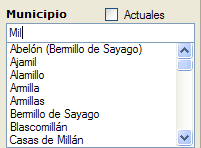 Municipio Actuales
Mil
Abelón (Bermillo de Sayago)
Ajamil
Alamillo
Armilla
Armillas
Bermillo de Sayago
Blascomillán
Casas de Millán